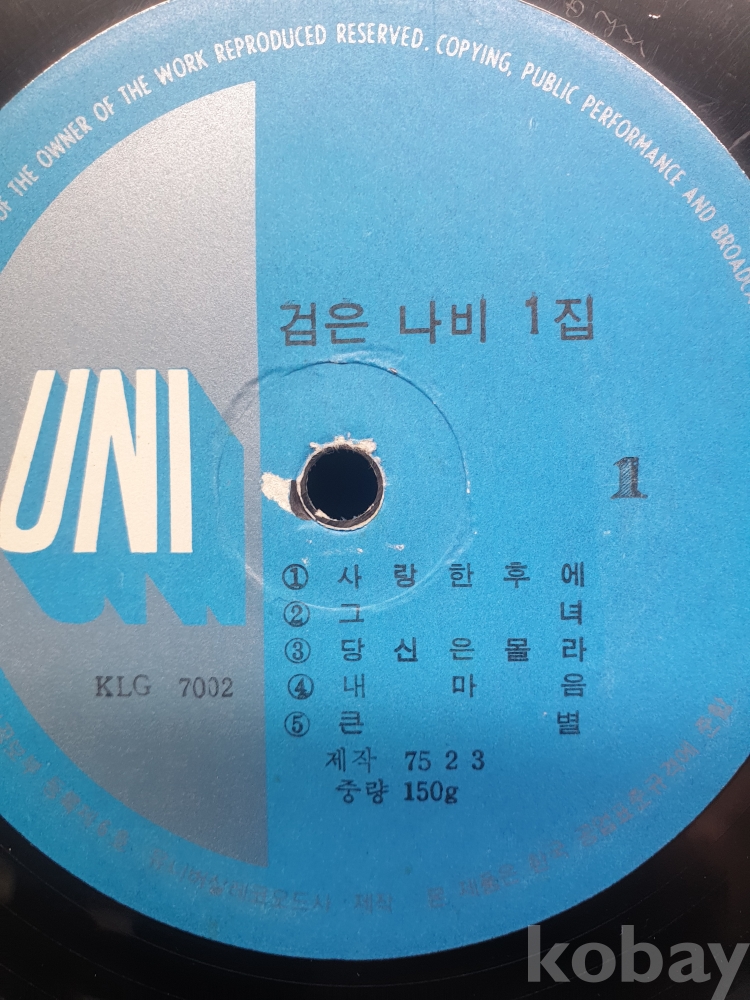 OF THE OWNER OF THE WORK REPRODUCED RESERVED. COPYING, PUBLIC PERFORMANCE AND
검은 나비 1집
UNI
1
① 사랑한후에
② 그녀
③ 당신은몰라
④ 내마음
⑤ 큰별
KLG 7002
제작 75 2 3
중량 150g
제작
kobay